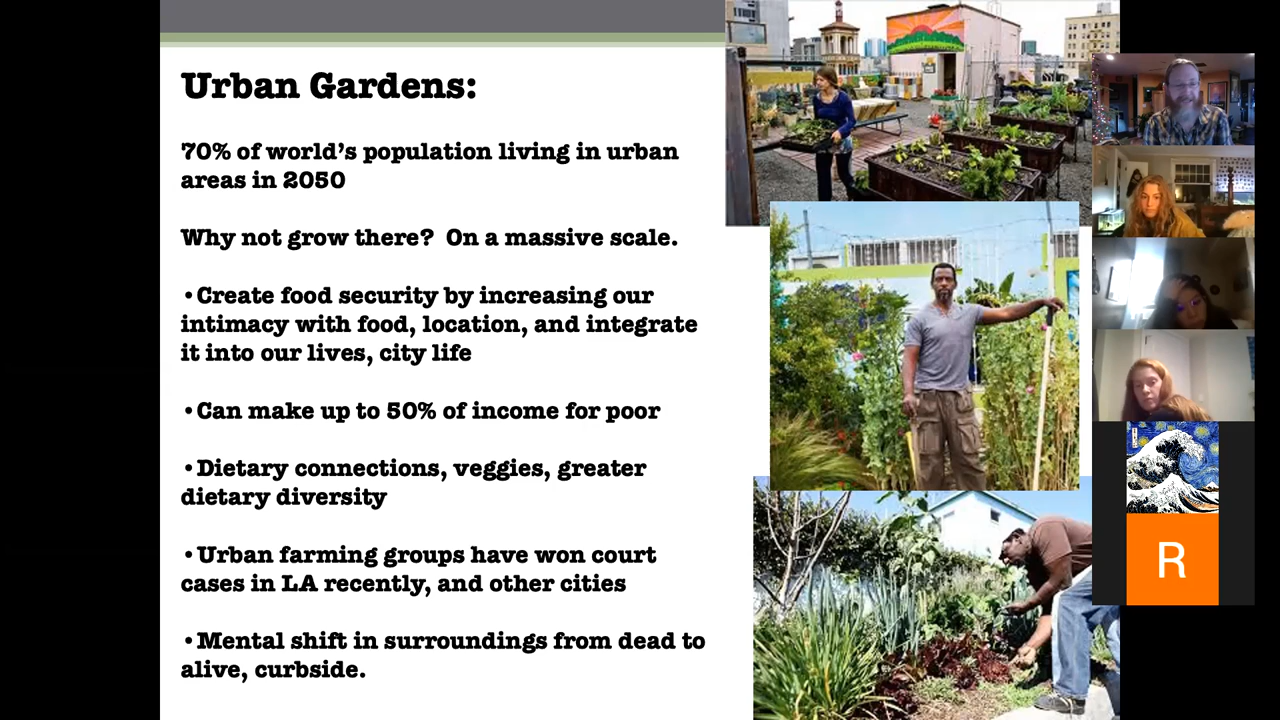 Urban Gardens:
70% of world’s population living in urban
areas in 2050
Why not grow there?  On a massive scale.
•Create food security by increasing our
intimacy with food, location, and integrate
it into our lives, city life
•Can make up to 50% of income for poor
•Dietary connections, veggies, greater
dietary diversity
•Urban farming groups have won court
cases in LA recently, and other cities
•Mental shift in surroundings from dead to
alive, curbside.
R